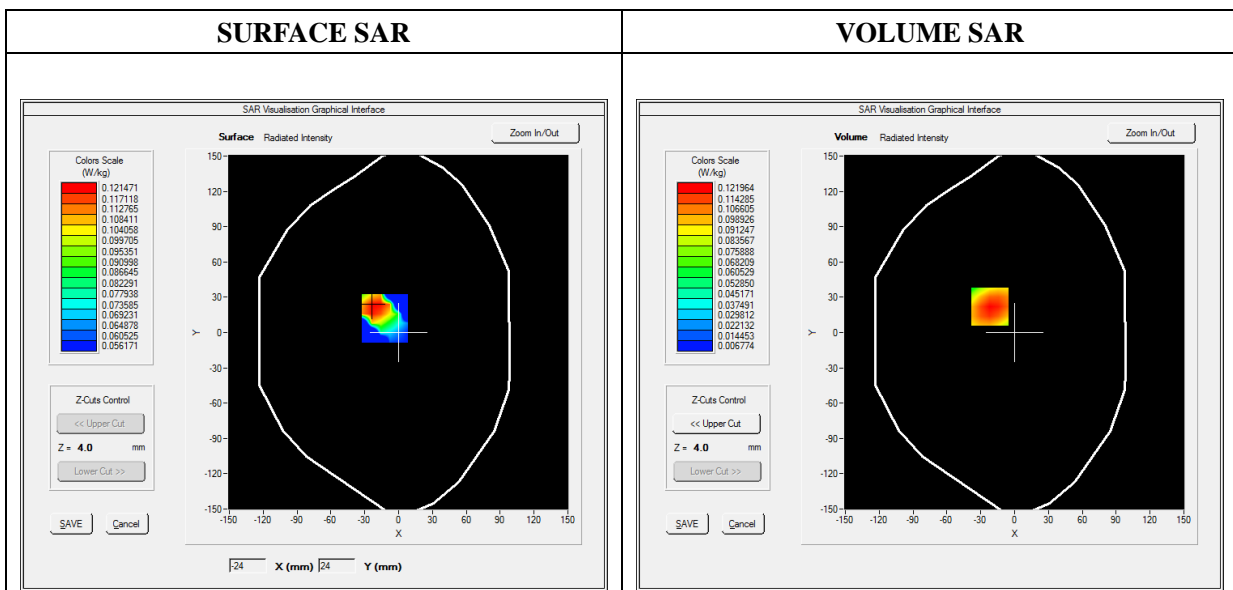 SURFACE SAR
VOLUME SAR
SAR Visualisation Graphical Interface
Surface Radiated Intensity
Zoom In/Out
Colors Scale
(W/kg)
0.121471
0.117118
0.112765
0.108411
0.104058
0.099705
0.095351
0.090998
0.086645
0.082291
0.077938
0.073585
0.069231
0.064878
0.060525
0.056171
Z-Cuts Control
<< Upper Cut
Z = 4.0 mm
Lower Cut >>
SAVE Cancel
150
120
90
60
30
0
-30
-60
-90
-120
-150
Y
-150 -120 -90 -60 -30 0 30 60 90 120 150
X
-24 X (mm) 24 Y (mm)
SAR Visualisation Graphical Interface
Volume Radiated Intensity
Zoom In/Out
Colors Scale
(W/kg)
0.121964
0.114285
0.106605
0.098926
0.091247
0.083567
0.075888
0.068209
0.060529
0.052850
0.045171
0.037491
0.029812
0.022132
0.014453
0.006774
Z-Cuts Control
<< Upper Cut
Z = 4.0 mm
Lower Cut >>
SAVE Cancel
150
120
90
60
30
0
-30
-60
-90
-120
-150
Y
-150 -120 -90 -60 -30 0 30 60 90 120 150
X